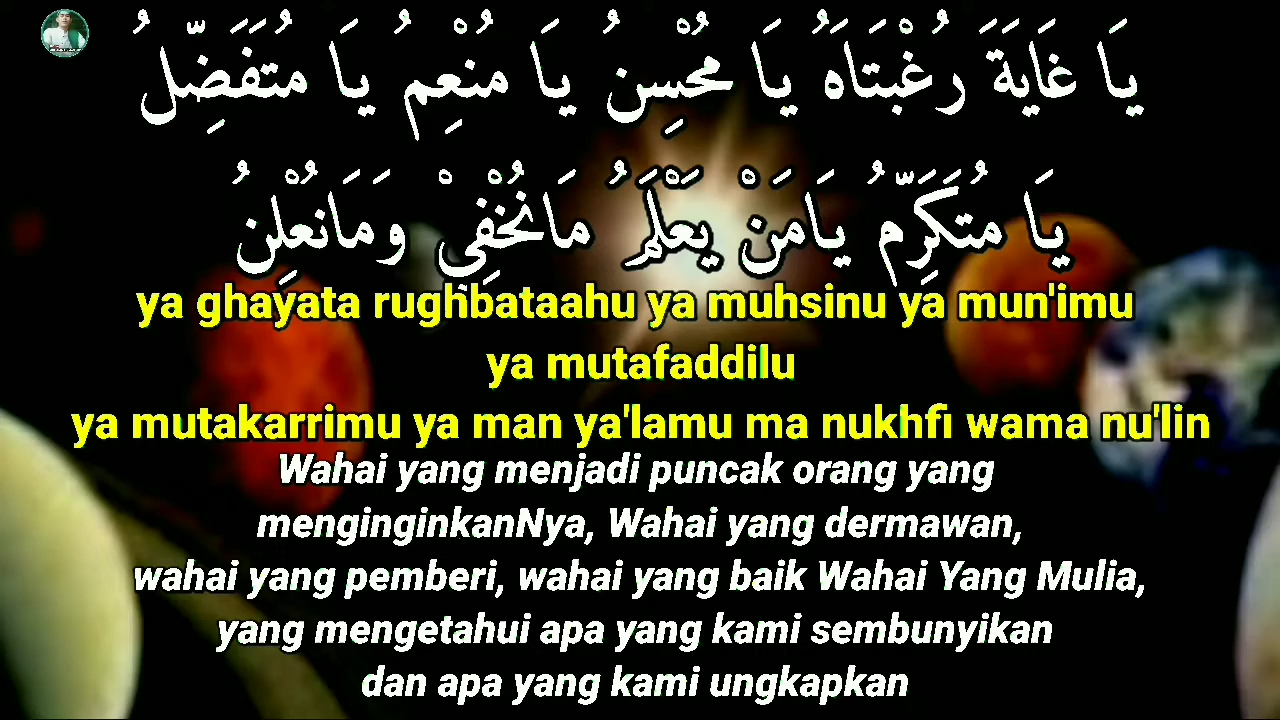 يَا غَايَةَ رُغْبَتَاهُ يَا مُحْسِنُ يَا مُنْعِمُ يَا مُتَفَضِّلُ
يَا مُتَكَرِّمُ يَامَنْ يَعْلَمُ مَانُخْفِيْ وَمَانُعْلِنُ
ya ghayata rughbataahu ya muhsinu ya mun'imu
ya mutafaddilu
ya mutakarrimu ya man ya'lamu ma nukhfi wama nu'lin
Wahai yang menjadi puncak orang yang
menginginkanNya, Wahai yang dermawan,
wahai yang pemberi, wahai yang baik Wahai Yang Mulia,
yang mengetahui apa yang kami sembunyikan
dan apa yang kami ungkapkan